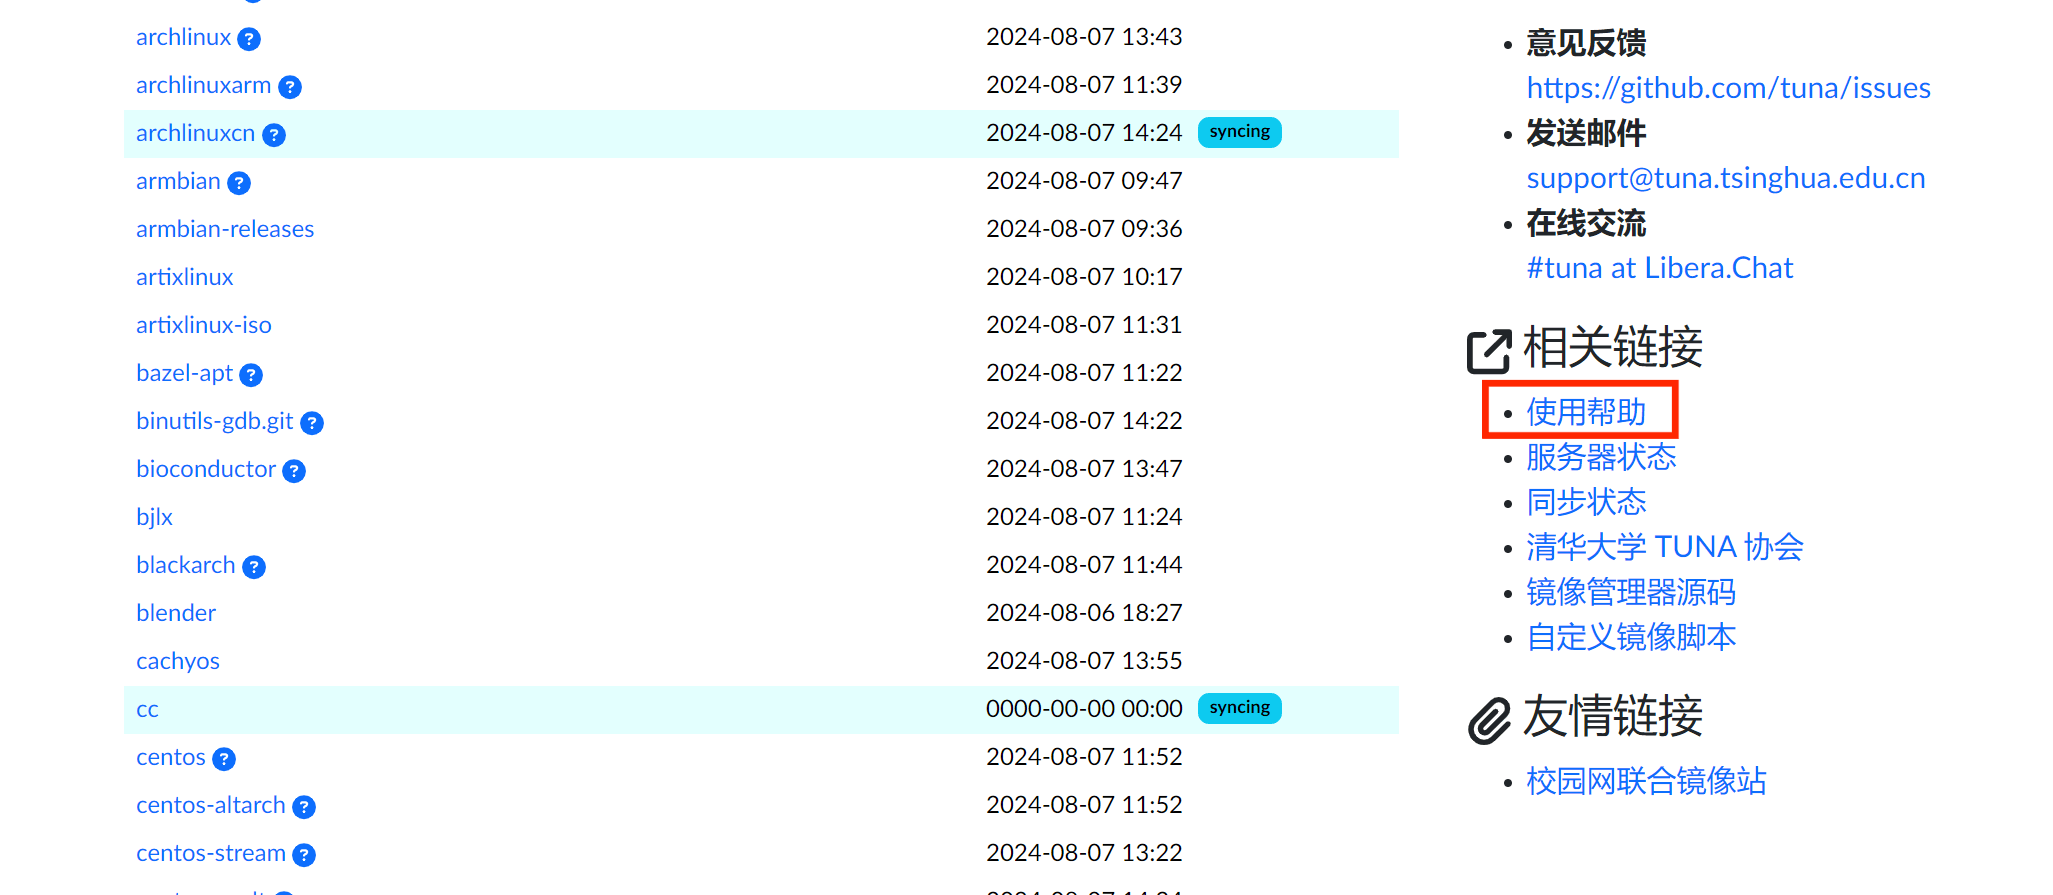 archlinux ? 2024-08-07 13:43
archlinuxarm ? 2024-08-07 11:39
archlinuxcn ? 2024-08-07 14:24 syncing
armbian ? 2024-08-07 09:47
armbian-releases 2024-08-07 09:36
artixlinux 2024-08-07 10:17
artixlinux-iso 2024-08-07 11:31
bazel-apt ? 2024-08-07 11:22
binutils-gdb.git ? 2024-08-07 14:22
bioconductor ? 2024-08-07 13:47
bjlx 2024-08-07 11:24
blackarch ? 2024-08-07 11:44
blender 2024-08-06 18:27
cachyos 2024-08-07 13:55
cc 0000-00-00 00:00 syncing
centos ? 2024-08-07 11:52
centos-altarch ? 2024-08-07 11:52
centos-stream ? 2024-08-07 13:22
意见反馈
https://github.com/tuna/issues
发送邮件
support@tuna.tsinghua.edu.cn
在线交流
#tuna at Libera.Chat
相关链接
使用帮助
服务器状态
同步状态
清华大学 TUNA 协会
镜像管理器源码
自定义镜像脚本
友情链接
校园网联合镜像站